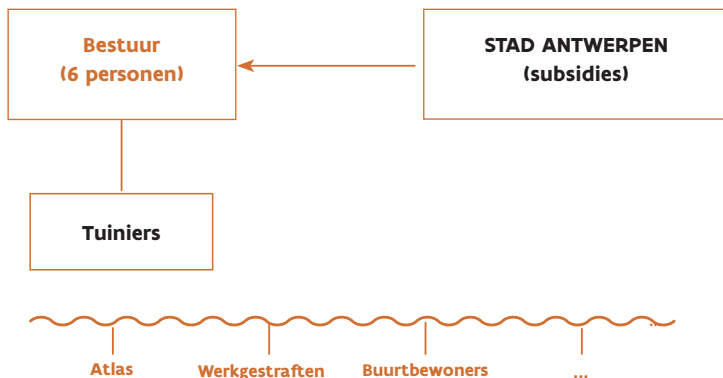 Bestuur
(6 personen)
STAD ANTWERPEN
(subsidies)
Tuiniers
Atlas
Werkgestraften
Buurtbewoners
...